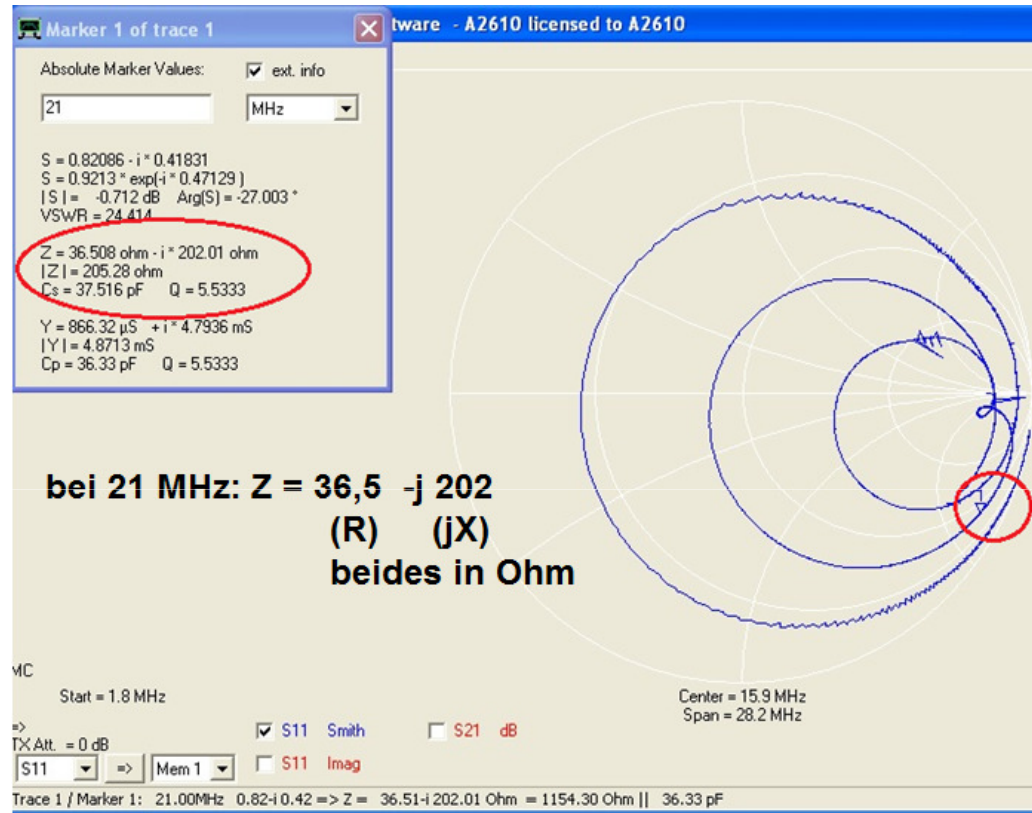 Marker 1 of trace 1
tware - A2610 licensed to A2610
Absolute Marker Values:
ext. info
21
MHz
S = 0.82086 - i * 0.41831
S = 0.9213 * exp(-i * 0.47129 )
| S | = -0.712 dB Arg(S) = -27.003 °
VSWR = 24.414
Z = 36.508 ohm - i * 202.01 ohm
| Z | = 205.28 ohm
Cs = 37.516 pF Q = 5.5333
Y = 866.32 µS + i * 4.7936 mS
| Y | = 4.8713 mS
Cp = 36.33 pF Q = 5.5333
bei 21 MHz: Z = 36,5 -j 202
(R) (jX)
beides in Ohm
1
MC
Start = 1.8 MHz
Center = 15.9 MHz
Span = 28.2 MHz
=>
TX Att. = 0 dB
S11 Smith
S21 dB
S11
=>
Mem 1
S11 Imag
Trace 1 / Marker 1: 21.00MHz 0.82-i 0.42 => Z = 36.51-i 202.01 Ohm = 1154.30 Ohm || 36.33 pF